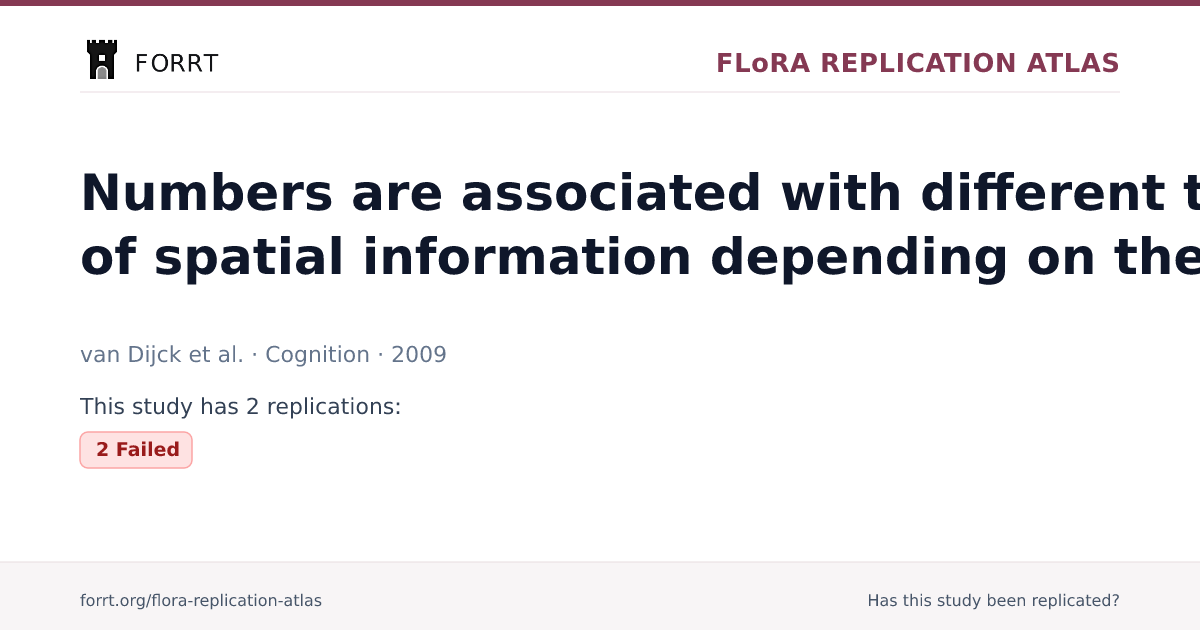 FORRT
FLoRA REPLICATION ATLAS
Numbers are associated with different
of spatial information depending on the
van Dijck et al. · Cognition · 2009
This study has 2 replications:
2 Failed
forrt.org/flora-replication-atlas
Has this study been replicated?